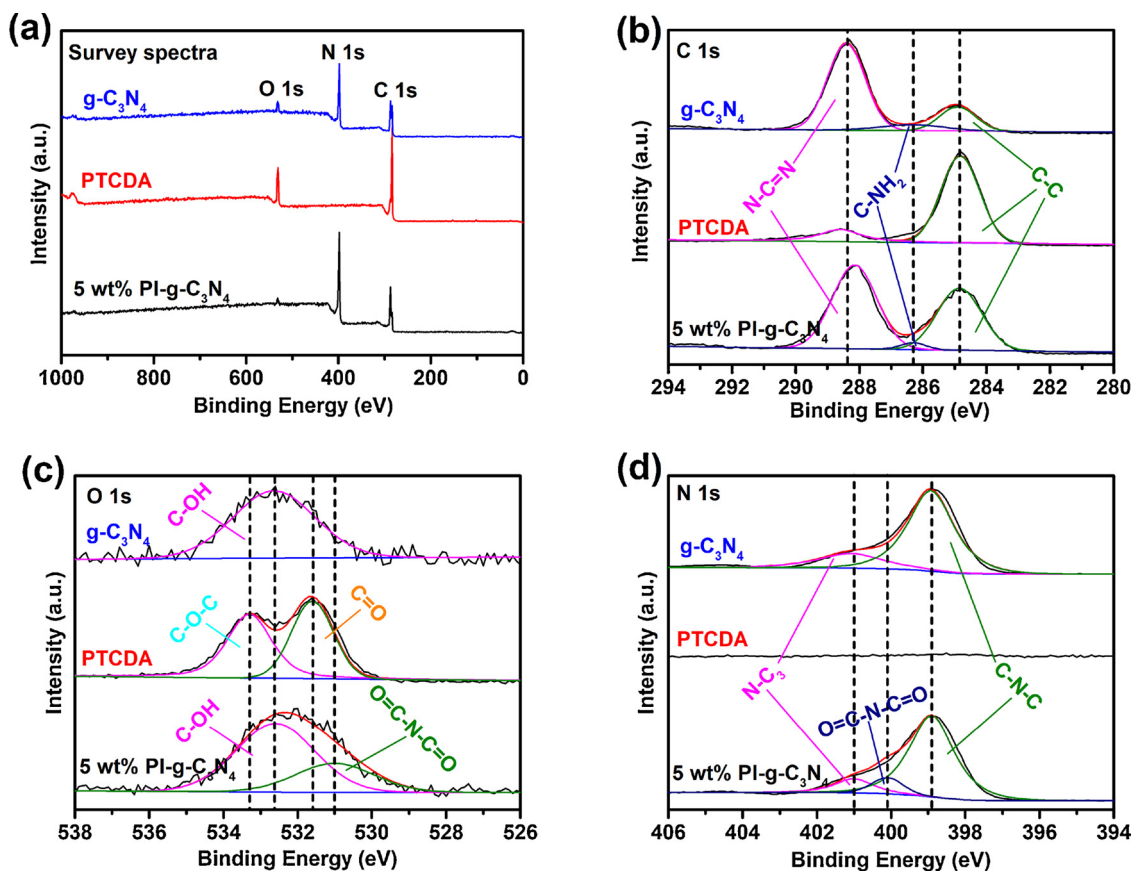 (a)
Survey spectra
N 1s
O 1s
C 1s
g-C₃N₄
PTCDA
5 wt% PI-g-C₃N₄
Intensity (a.u.)
1000 800 600 400 200 0
Binding Energy (eV)
(b)
C 1s
g-C₃N₄
N-C=N
C-NH₂
C-C
PTCDA
5 wt% PI-g-C₃N₄
Intensity (a.u.)
294 292 290 288 286 284 282 280
Binding Energy (eV)
(c)
O 1s
C-OH
g-C₃N₄
C-O-C
C=O
PTCDA
C-OH
O=C-N-C=O
5 wt% PI-g-C₃N₄
Intensity (a.u.)
538 536 534 532 530 528 526
Binding Energy (eV)
(d)
N 1s
g-C₃N₄
PTCDA
N-C₃
C-N-C
O=C-N-C=O
5 wt% PI-g-C₃N₄
Intensity (a.u.)
406 404 402 400 398 396 394
Binding Energy (eV)